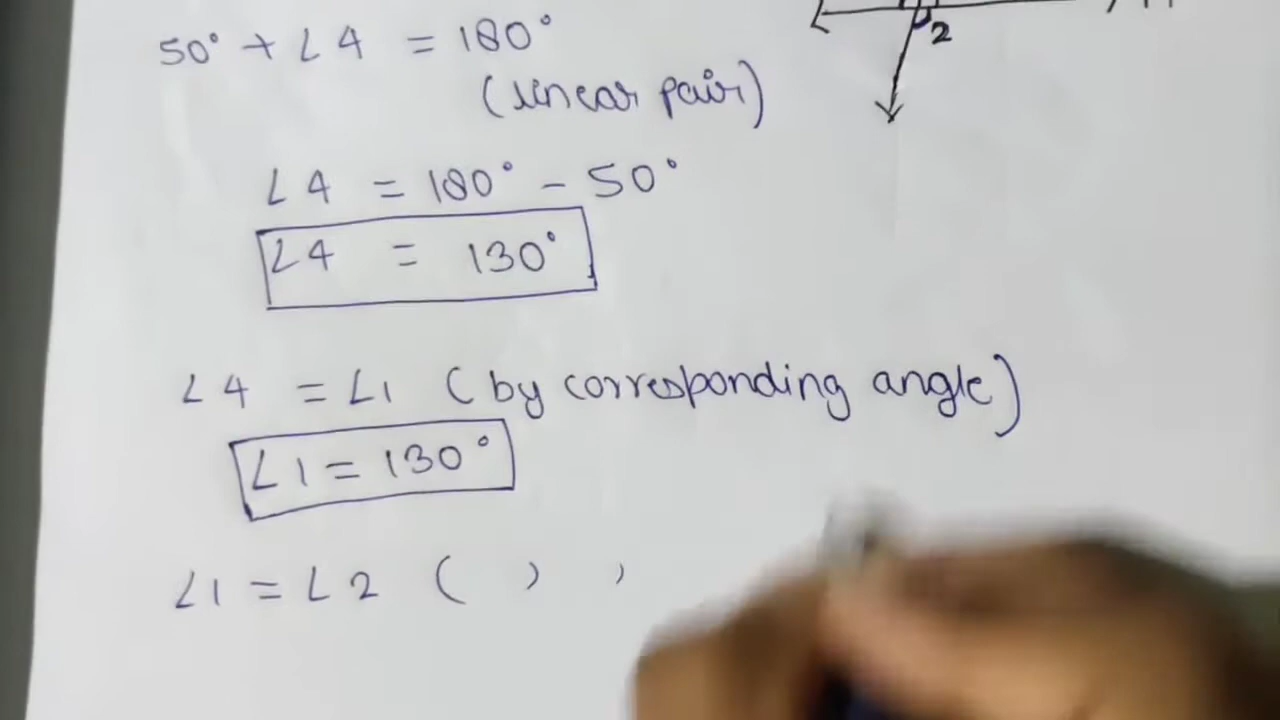 50° + ∠4 = 180°
(linear pair)
2
∠4 = 180° - 50°
∠4 = 130°
∠4 = ∠1 (by corresponding angle)
∠1 = 130°
∠1 = ∠2 ( , ,